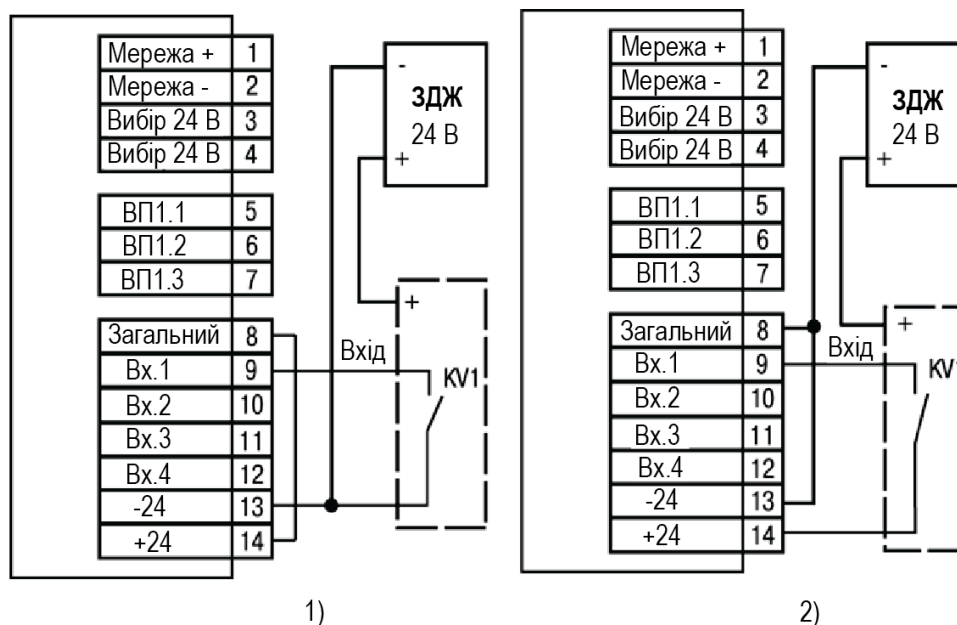 Мережа + 1
Мережа - 2
Вибір 24 В 3
Вибір 24 В 4
ВП1.1 5
ВП1.2 6
ВП1.3 7
Загальний 8
Вх.1 9
Вх.2 10
Вх.3 11
Вх.4 12
-24 13
+24 14
-
ЗДЖ
24 В
+
+
Вхід
KV1
1)
Мережа + 1
Мережа - 2
Вибір 24 В 3
Вибір 24 В 4
ВП1.1 5
ВП1.2 6
ВП1.3 7
Загальний 8
Вх.1 9
Вх.2 10
Вх.3 11
Вх.4 12
-24 13
+24 14
-
ЗДЖ
24 В
+
+
Вхід
KV1
2)